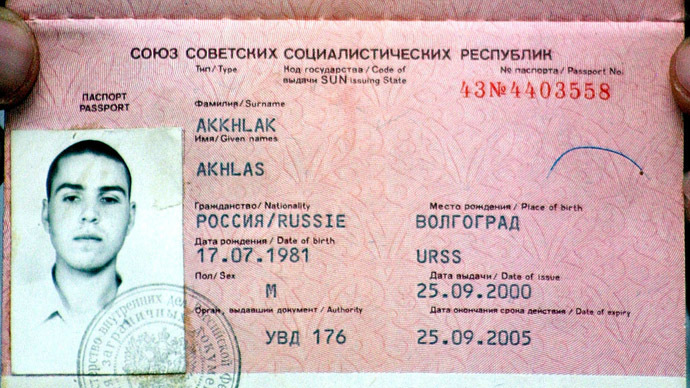 СОЮЗ СОВЕТСКИХ СОЦИАЛИСТИЧЕСКИХ РЕСПУБЛИК
Тип/Type Код государства/Code of № паспорта/Passport No.
выдачи SUN issuing State
43№4403558
ПАСПОРТ
PASSPORT
Фамилия/Surname
AKKHLAK
Имя/Given names
AKHLAS
Гражданство/Nationality Место рождения/Place of birth
РОССИЯ/RUSSIE ВОЛГОГРАД
Дата рождения/Date of birth
17.07.1981 URSS
Пол/Sex Дата выдачи/Date of issue
М 25.09.2000
Орган, выдавший документ/Authority Дата окончания срока действия/Date of expiry
УВД 176 25.09.2005